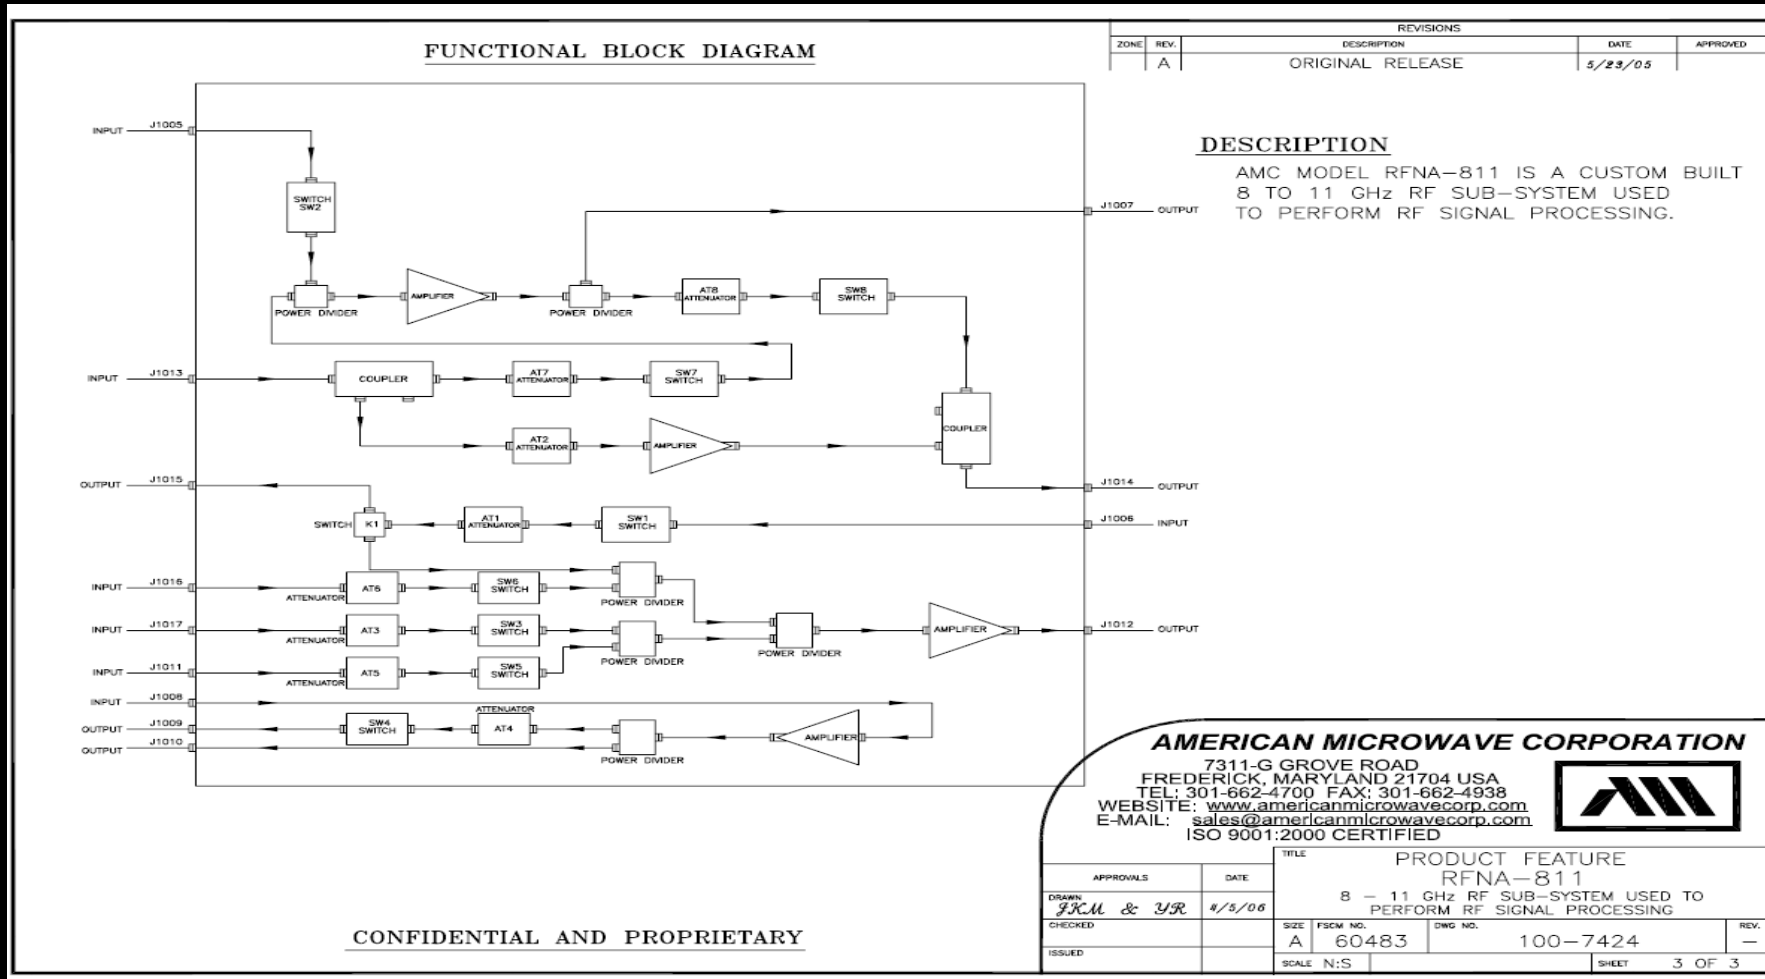 FUNCTIONAL BLOCK DIAGRAM
REVISIONS
ZONE REV. DESCRIPTION DATE APPROVED
A ORIGINAL RELEASE 5/23/05
DESCRIPTION
AMC MODEL RFNA-811 IS A CUSTOM BUILT
8 TO 11 GHz RF SUB-SYSTEM USED
TO PERFORM RF SIGNAL PROCESSING.
INPUT J1005
SWITCH
SW2
J1007 OUTPUT
POWER DIVIDER
AMPLIFIER
POWER DIVIDER
AT8
ATTENUATOR
SW8
SWITCH
INPUT J1013
COUPLER
AT7
ATTENUATOR
SW7
SWITCH
AT2
ATTENUATOR
AMPLIFIER
COUPLER
OUTPUT J1015
J1014 OUTPUT
SWITCH K1
AT1
ATTENUATOR
SW1
SWITCH
J1006 INPUT
INPUT J1016
ATTENUATOR
AT6
SW6
SWITCH
POWER DIVIDER
INPUT J1017
ATTENUATOR
AT3
SW3
SWITCH
POWER DIVIDER
POWER DIVIDER
AMPLIFIER
J1012 OUTPUT
INPUT J1011
ATTENUATOR
AT5
SW5
SWITCH
INPUT J1008
OUTPUT J1009
SW4
SWITCH
ATTENUATOR
AT4
OUTPUT J1010
POWER DIVIDER
AMPLIFIER
AMERICAN MICROWAVE CORPORATION
7311-G GROVE ROAD
FREDERICK, MARYLAND 21704 USA
TEL: 301-662-4700 FAX: 301-662-4938
WEBSITE: www.americanmicrowavecorp.com
E-MAIL: sales@americanmicrowavecorp.com
ISO 9001:2000 CERTIFIED
APPROVALS DATE
DRAWN
JKM & YR 4/5/06
CHECKED
ISSUED
TITLE
PRODUCT FEATURE
RFNA-811
8 - 11 GHz RF SUB-SYSTEM USED TO
PERFORM RF SIGNAL PROCESSING
SIZE FSCM NO. DWG NO. REV.
A 60483 100-7424 -
SCALE N:S SHEET 3 OF 3
CONFIDENTIAL AND PROPRIETARY